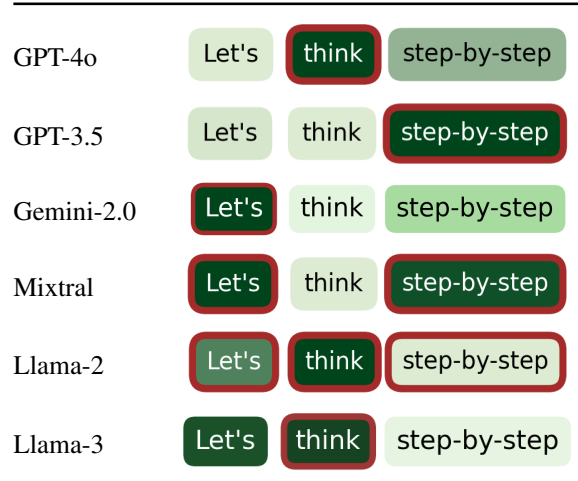 GPT-4o Let's think step-by-step
GPT-3.5 Let's think step-by-step
Gemini-2.0 Let's think step-by-step
Mixtral Let's think step-by-step
Llama-2 Let's think step-by-step
Llama-3 Let's think step-by-step